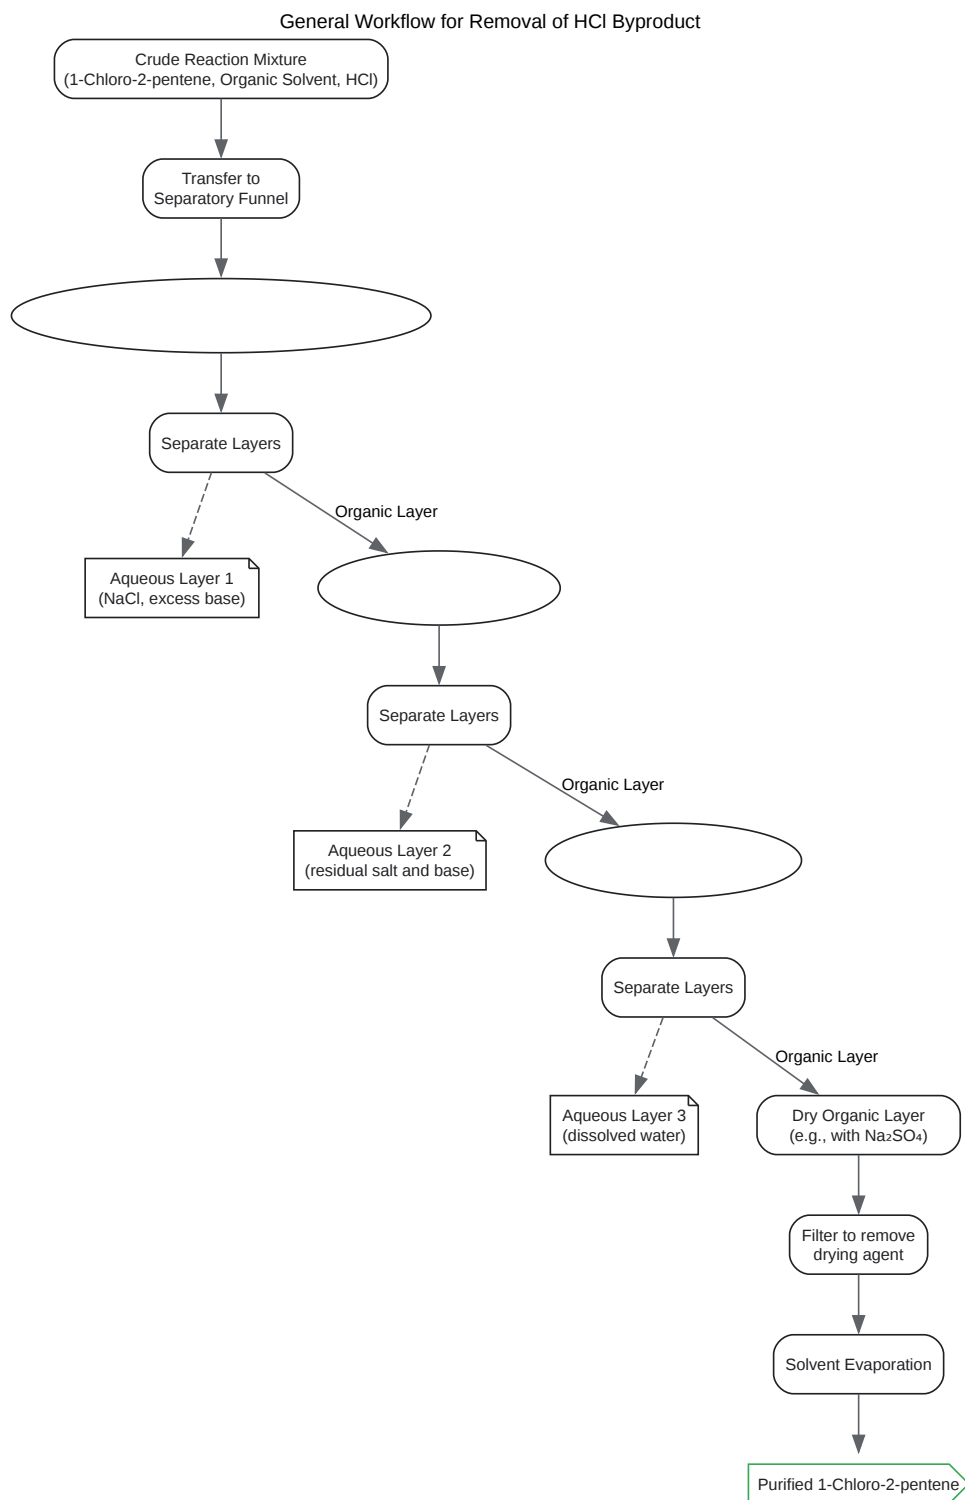 General Workflow for Removal of HCl Byproduct
Crude Reaction Mixture
(1-Chloro-2-pentene, Organic Solvent, HCl)
Transfer to
Separatory Funnel
Separate Layers
Organic Layer
Aqueous Layer 1
(NaCl, excess base)
Separate Layers
Organic Layer
Aqueous Layer 2
(residual salt and base)
Separate Layers
Organic Layer
Aqueous Layer 3
(dissolved water)
Dry Organic Layer
(e.g., with Na₂SO₄)
Filter to remove
drying agent
Solvent Evaporation
Purified 1-Chloro-2-pentene